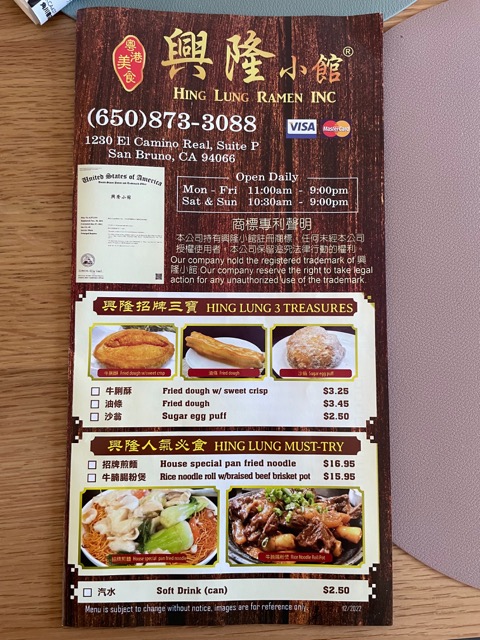 粵港美食
興隆小館®
HING LUNG RAMEN INC
(650)873-3088
VISA MasterCard
1230 El Camino Real, Suite P
San Bruno, CA 94066
United States of America
興隆小館
Open Daily
Mon - Fri 11:00am - 9:00pm
Sat & Sun 10:30am - 9:00pm
商標專利聲明
本公司持有興隆小館註冊商標，任何未經本公司
授權使用者，本公司保留追究法律行動的權利。
Our company hold the registered trademark of 興
隆小館 Our company reserve the right to take legal
action for any unauthorized use of the trademark.
興隆招牌三寶 HING LUNG 3 TREASURES
牛脷酥 Fried dough w/ sweet crisp
油條 Fried dough
沙翁 Sugar egg puff
牛脷酥 Fried dough w/ sweet crisp $3.25
油條 Fried dough $3.45
沙翁 Sugar egg puff $2.50
興隆人氣必食 HING LUNG MUST-TRY
招牌煎麵 House special pan fried noodle $16.95
牛腩腸粉煲 Rice noodle roll w/braised beef brisket pot $15.95
招牌煎麵 House special pan fried noodle
牛腩腸粉煲 Rice Noodle Roll Pot
汽水 Soft Drink (can) $2.50
Menu is subject to change without notice, images are for reference only. 12/2022